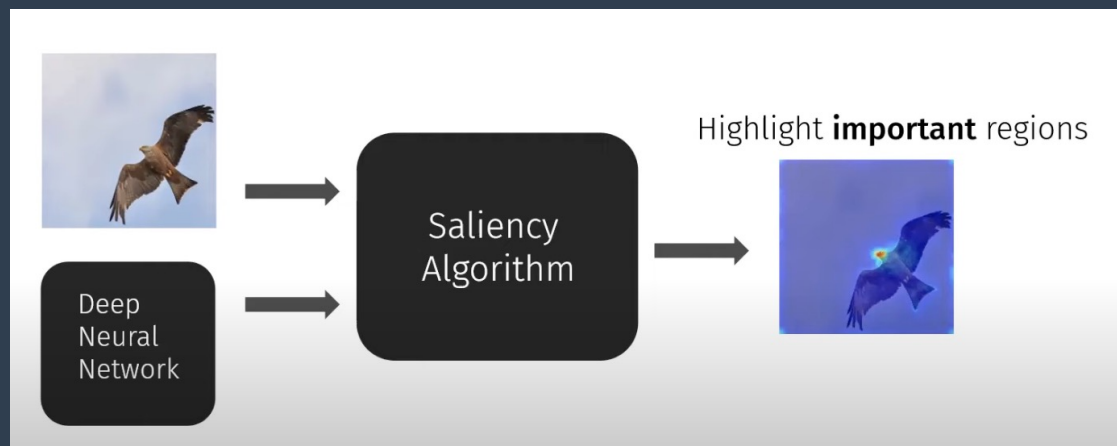 Highlight important regions
Saliency
Algorithm
Deep
Neural
Network